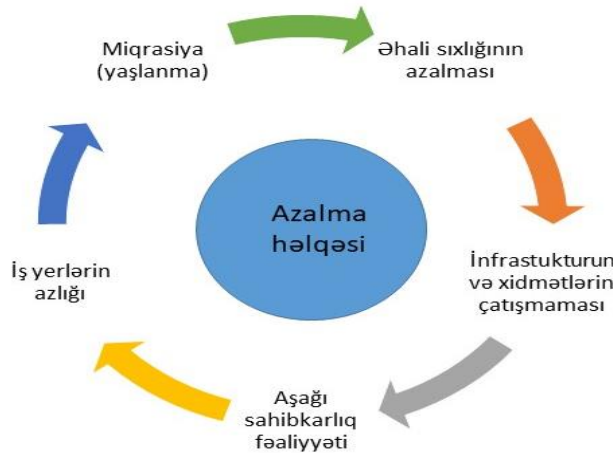 Miqrasiya
(yaşlanma)
Əhali sıxlığının
azalması
İnfrastukturun
və xidmətlərin
çatışmaması
Aşağı
sahibkarlıq
fəaliyyəti
İş yerlərin
azlığı
Azalma
həlqəsi